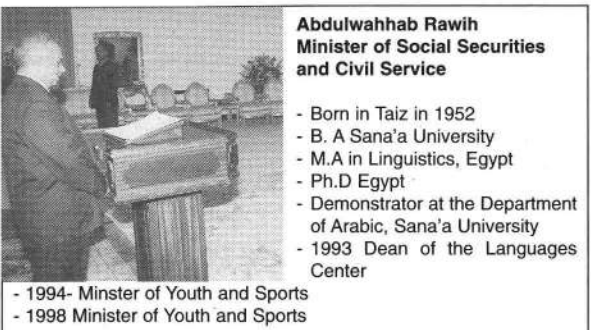 Abdulwahhab Rawih
Minister of Social Securities
and Civil Service
- Born in Taiz in 1952
- B. A Sana'a University
- M.A in Linguistics, Egypt
- Ph.D Egypt
- Demonstrator at the Department
of Arabic, Sana'a University
- 1993 Dean of the Languages
Center
- 1994- Minster of Youth and Sports
- 1998 Minister of Youth and Sports